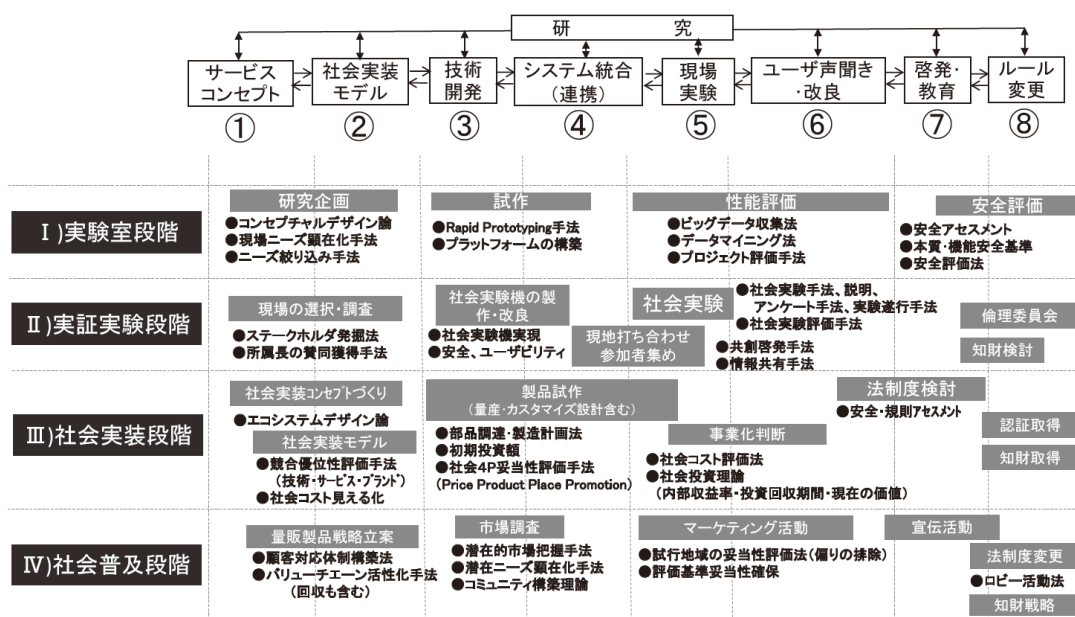 研 究
サービス
コンセプト
社会実装
モデル
技術
開発
システム統合
(連携)
現場
実験
ユーザ声聞き
・改良
啓発・
教育
ルール
変更
①
②
③
④
⑤
⑥
⑦
⑧
Ⅰ)実験室段階
研究企画
●コンセプチャルデザイン論
●現場ニーズ顕在化手法
●ニーズ絞り込み手法
試作
●Rapid Prototyping手法
●プラットフォームの構築
性能評価
●ビッグデータ収集法
●データマイニング法
●プロジェクト評価手法
安全評価
●安全アセスメント
●本質・機能安全基準
●安全評価法
Ⅱ)実証実験段階
現場の選択・調査
●ステークホルダ発掘法
●所属長の賛同獲得手法
社会実験機の製
作・改良
●社会実験機実現
●安全、ユーザビリティ
現地打ち合わせ
参加者集め
社会実験
●社会実験手法、説明、
アンケート手法、実験遂行手法
●社会実験評価手法
●共創啓発手法
●情報共有手法
倫理委員会
知財検討
Ⅲ)社会実装段階
社会実装コンセプトづくり
●エコシステムデザイン論
社会実装モデル
●競合優位性評価手法
(技術・サービス・ブランド)
●社会コスト見える化
製品試作
(量産・カスタマイズ設計含む)
●部品調達・製造計画法
●初期投資額
●社会4P妥当性評価手法
(Price Product Place Promotion)
事業化判断
●社会コスト評価法
●社会投資理論
(内部収益率・投資回収期間・現在の価値)
法制度検討
●安全・規則アセスメント
認証取得
知財取得
Ⅳ)社会普及段階
量販製品戦略立案
●顧客対応体制構築法
●バリューチエーン活性化手法
(回収も含む)
市場調査
●潜在的市場把握手法
●潜在ニーズ顕在化手法
●コミュニティ構築理論
マーケティング活動
●試行地域の妥当性評価法(偏りの排除)
●評価基準妥当性確保
宣伝活動
法制度変更
●ロビー活動法
知財戦略